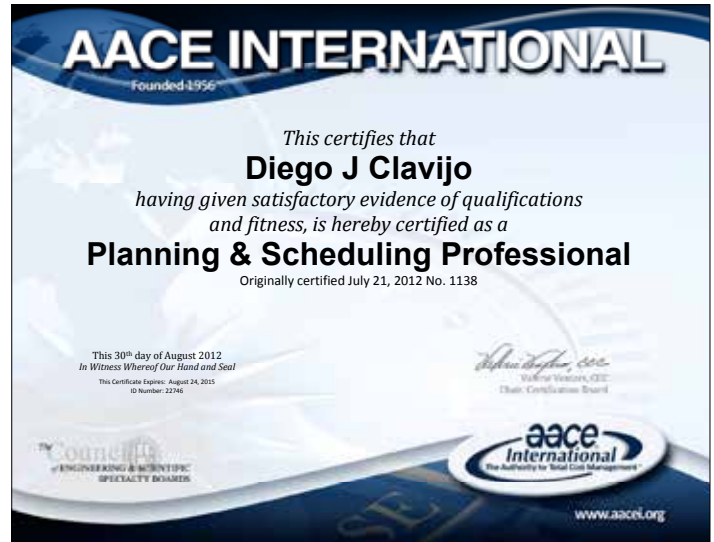 AACE INTERNATIONAL
Founded 1956
This certifies that
Diego J Clavijo
having given satisfactory evidence of qualifications
and fitness, is hereby certified as a
Planning & Scheduling Professional
Originally certified July 21, 2012 No. 1138
This 30th day of August 2012
In Witness Whereof Our Hand and Seal
This Certificate Expires: August 24, 2015
ID Number: 22746
CCC
Chair, Certification Board
The Council
of ENGINEERING & SCIENTIFIC
SPECIALTY BOARDS
aace
International
The Authority for Total Cost Management
www.aacei.org